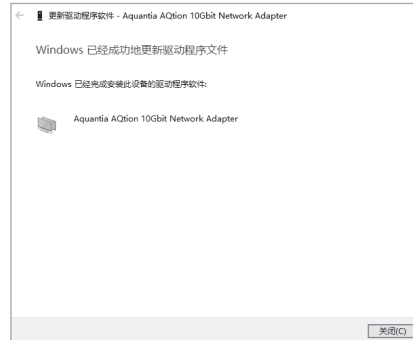 更新驱动程序软件 - Aquantia AQtion 10Gbit Network Adapter
Windows 已经成功地更新驱动程序文件
Windows 已经完成安装此设备的驱动程序软件:
Aquantia AQtion 10Gbit Network Adapter
关闭(C)